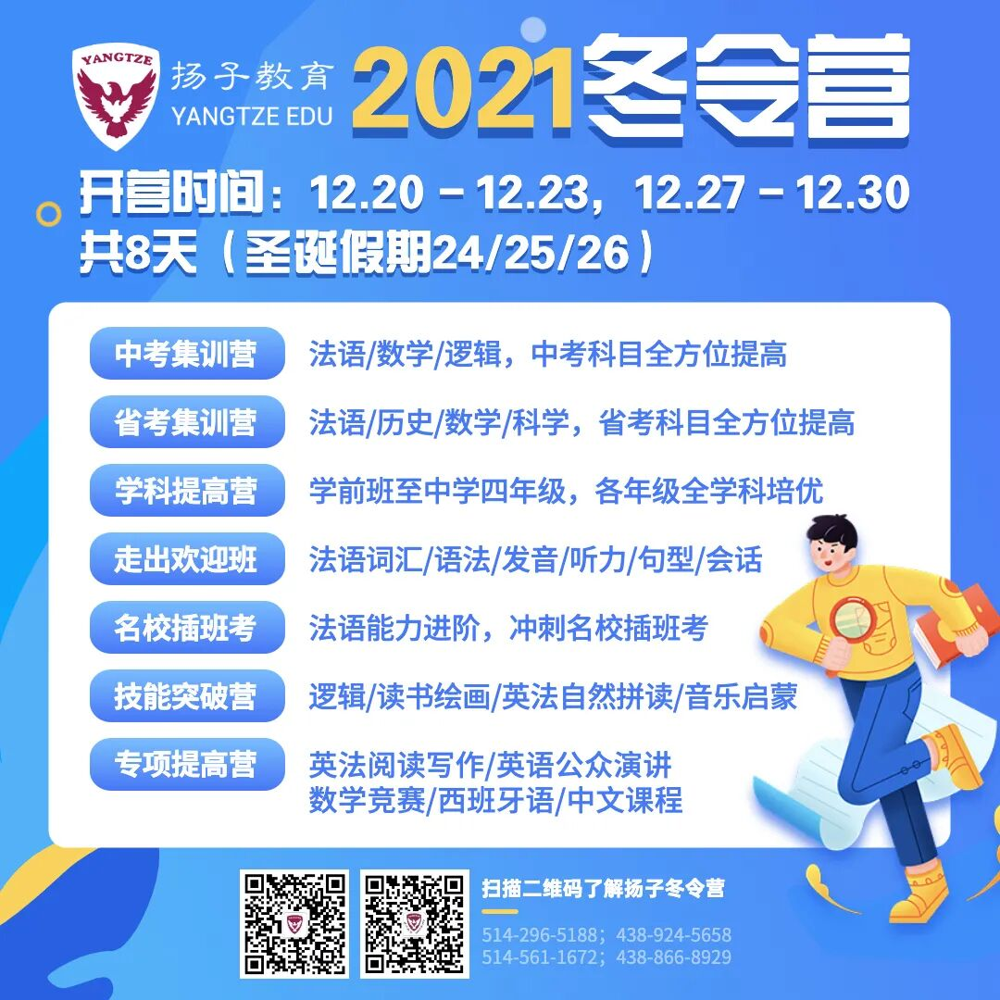 YANGTZE
扬子教育
YANGTZE EDU
2021冬令营
开营时间：12.20 - 12.23，12.27 - 12.30
共8天（圣诞假期24/25/26）
中考集训营 法语/数学/逻辑，中考科目全方位提高
省考集训营 法语/历史/数学/科学，省考科目全方位提高
学科提高营 学前班至中学四年级，各年级全学科培优
走出欢迎班 法语词汇/语法/发音/听力/句型/会话
名校插班考 法语能力进阶，冲刺名校插班考
技能突破营 逻辑/读书绘画/英法自然拼读/音乐启蒙
专项提高营 英法阅读写作/英语公众演讲
数学竞赛/西班牙语/中文课程
扫描二维码了解扬子冬令营
514-296-5188；438-924-5658
514-561-1672；438-866-8929